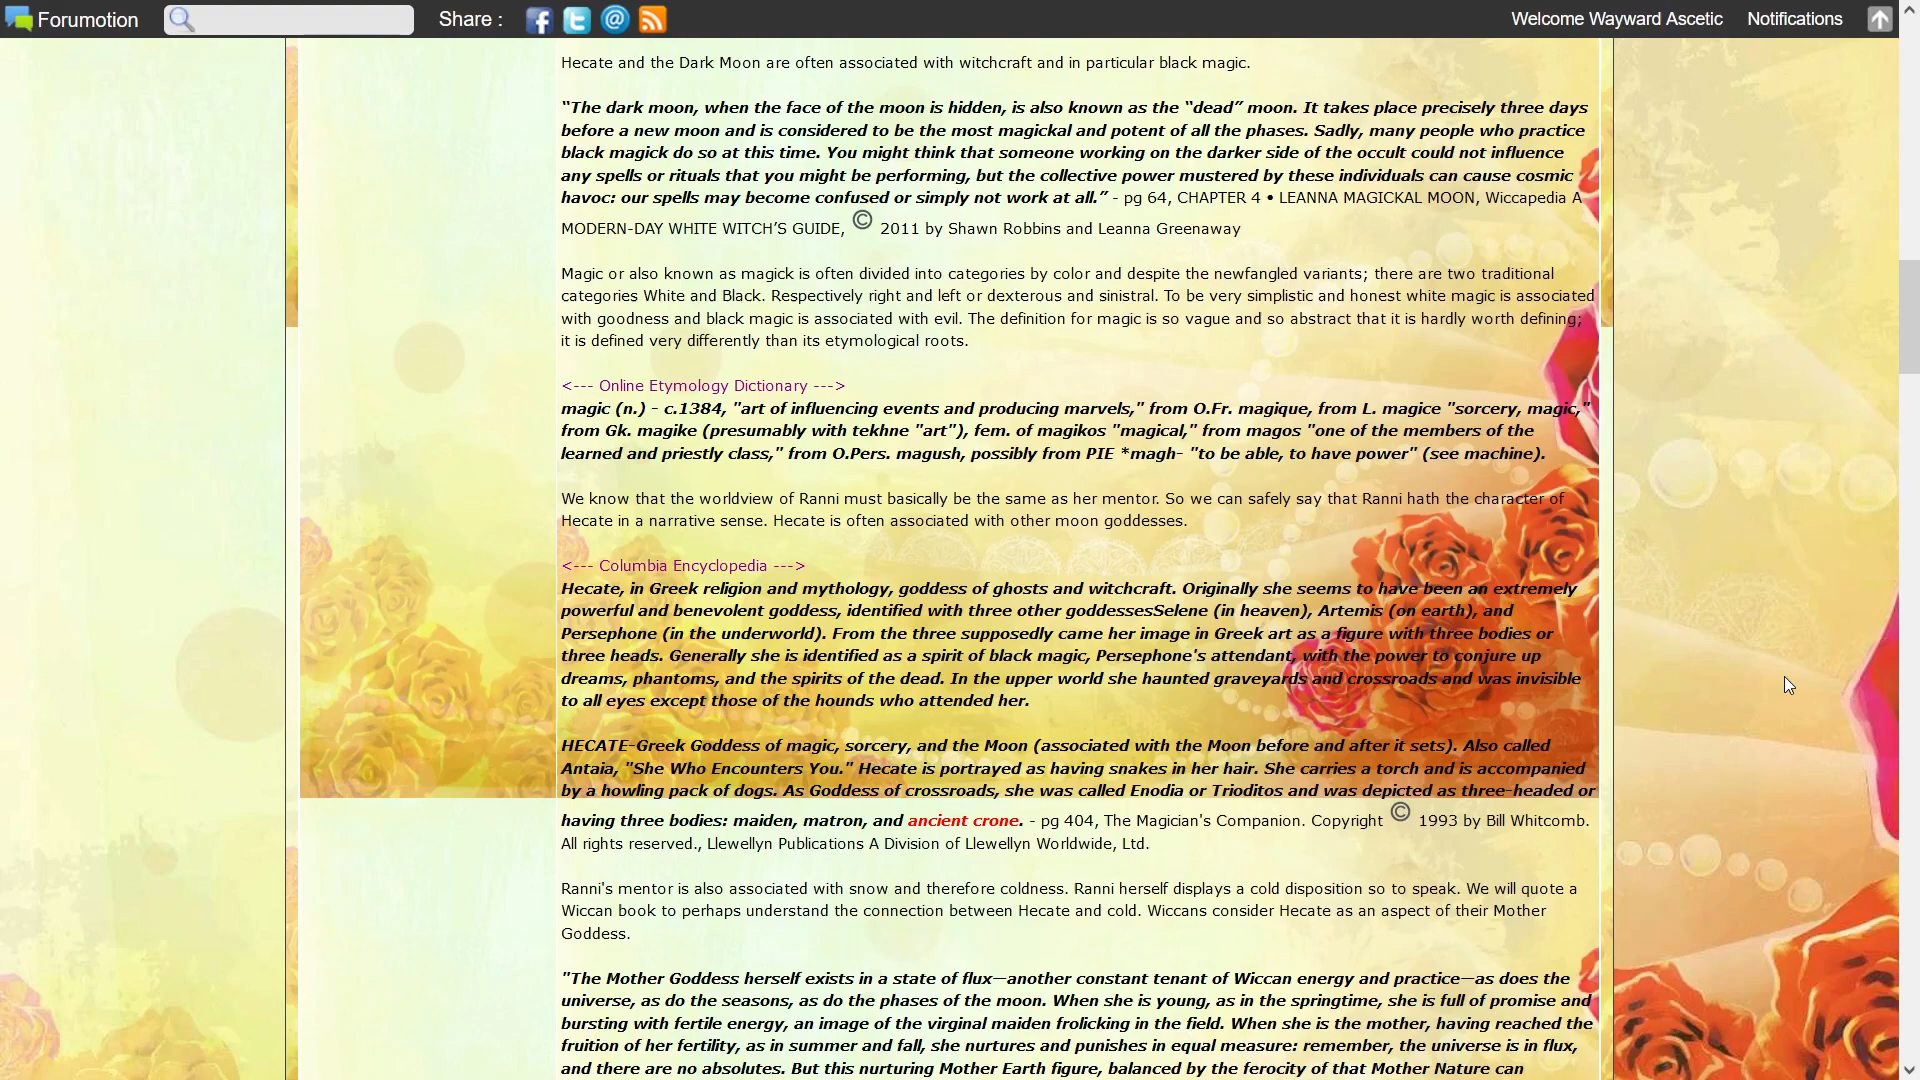 Forumotion Share : Welcome Wayward Ascetic Notifications
Hecate and the Dark Moon are often associated with witchcraft and in particular black magic.
“The dark moon, when the face of the moon is hidden, is also known as the “dead” moon. It takes place precisely three days
before a new moon and is considered to be the most magickal and potent of all the phases. Sadly, many people who practice
black magick do so at this time. You might think that someone working on the darker side of the occult could not influence
any spells or rituals that you might be performing, but the collective power mustered by these individuals can cause cosmic
havoc: our spells may become confused or simply not work at all.” - pg 64, CHAPTER 4 • LEANNA MAGICKAL MOON, Wiccapedia A
MODERN-DAY WHITE WITCH’S GUIDE, © 2011 by Shawn Robbins and Leanna Greenaway
Magic or also known as magick is often divided into categories by color and despite the newfangled variants; there are two traditional
categories White and Black. Respectively right and left or dexterous and sinistral. To be very simplistic and honest white magic is associated
with goodness and black magic is associated with evil. The definition for magic is so vague and so abstract that it is hardly worth defining;
it is defined very differently than its etymological roots.
<--- Online Etymology Dictionary --->
magic (n.) - c.1384, "art of influencing events and producing marvels," from O.Fr. magique, from L. magice "sorcery, magic,"
from Gk. magike (presumably with tekhne "art"), fem. of magikos "magical," from magos "one of the members of the
learned and priestly class," from O.Pers. magush, possibly from PIE *magh- "to be able, to have power" (see machine).
We know that the worldview of Ranni must basically be the same as her mentor. So we can safely say that Ranni hath the character of
Hecate in a narrative sense. Hecate is often associated with other moon goddesses.
<--- Columbia Encyclopedia --->
Hecate, in Greek religion and mythology, goddess of ghosts and witchcraft. Originally she seems to have been an extremely
powerful and benevolent goddess, identified with three other goddessesSelene (in heaven), Artemis (on earth), and
Persephone (in the underworld). From the three supposedly came her image in Greek art as a figure with three bodies or
three heads. Generally she is identified as a spirit of black magic, Persephone's attendant, with the power to conjure up
dreams, phantoms, and the spirits of the dead. In the upper world she haunted graveyards and crossroads and was invisible
to all eyes except those of the hounds who attended her.
HECATE-Greek Goddess of magic, sorcery, and the Moon (associated with the Moon before and after it sets). Also called
Antaia, "She Who Encounters You." Hecate is portrayed as having snakes in her hair. She carries a torch and is accompanied
by a howling pack of dogs. As Goddess of crossroads, she was called Enodia or Trioditos and was depicted as three-headed or
having three bodies: maiden, matron, and ancient crone. - pg 404, The Magician's Companion. Copyright © 1993 by Bill Whitcomb.
All rights reserved., Llewellyn Publications A Division of Llewellyn Worldwide, Ltd.
Ranni's mentor is also associated with snow and therefore coldness. Ranni herself displays a cold disposition so to speak. We will quote a
Wiccan book to perhaps understand the connection between Hecate and cold. Wiccans consider Hecate as an aspect of their Mother
Goddess.
"The Mother Goddess herself exists in a state of flux—another constant tenant of Wiccan energy and practice—as does the
universe, as do the seasons, as do the phases of the moon. When she is young, as in the springtime, she is full of promise and
bursting with fertile energy, an image of the virginal maiden frolicking in the field. When she is the mother, having reached the
fruition of her fertility, as in summer and fall, she nurtures and punishes in equal measure: remember, the universe is in flux,
and there are no absolutes. But this nurturing Mother Earth figure, balanced by the ferocity of that Mother Nature can